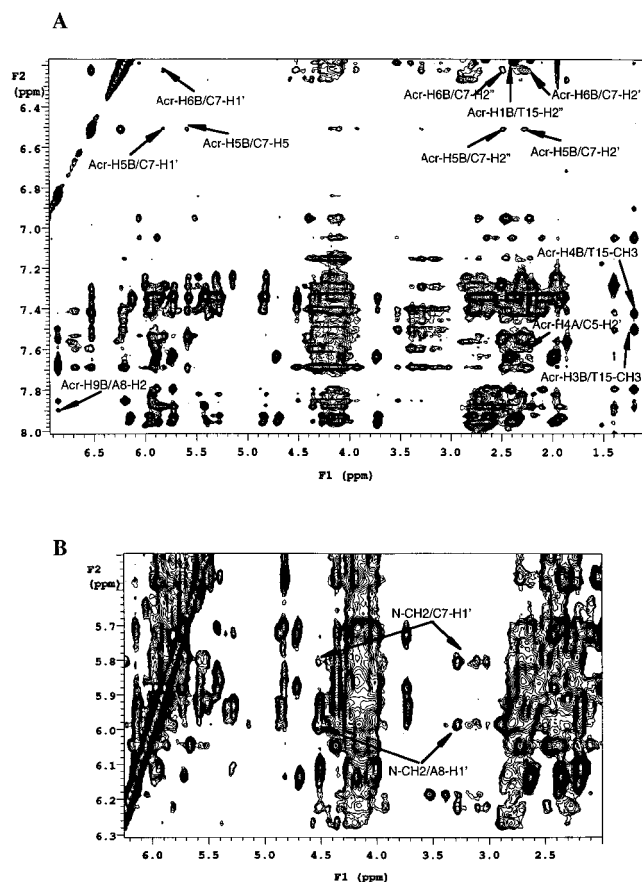 A
F2
(ppm)
6.4
6.6
6.8
7.0
7.2
7.4
7.6
7.8
8.0
Acr-H6B/C7-H1'
Acr-H6B/C7-H2"
Acr-H6B/C7-H2'
Acr-H1B/T15-H2"
Acr-H5B/C7-H5
Acr-H5B/C7-H1'
Acr-H5B/C7-H2"
Acr-H5B/C7-H2'
Acr-H4B/T15-CH3
Acr-H4A/C5-H2'
Acr-H9B/A8-H2
Acr-H3B/T15-CH3
6.5 6.0 5.5 5.0 4.5 4.0 3.5 3.0 2.5 2.0 1.5
F1 (ppm)
B
F2
(ppm)
5.7
5.8
5.9
6.0
6.1
6.2
6.3
N-CH2/C7-H1'
N-CH2/A8-H1'
6.0 5.5 5.0 4.5 4.0 3.5 3.0 2.5
F1 (ppm)